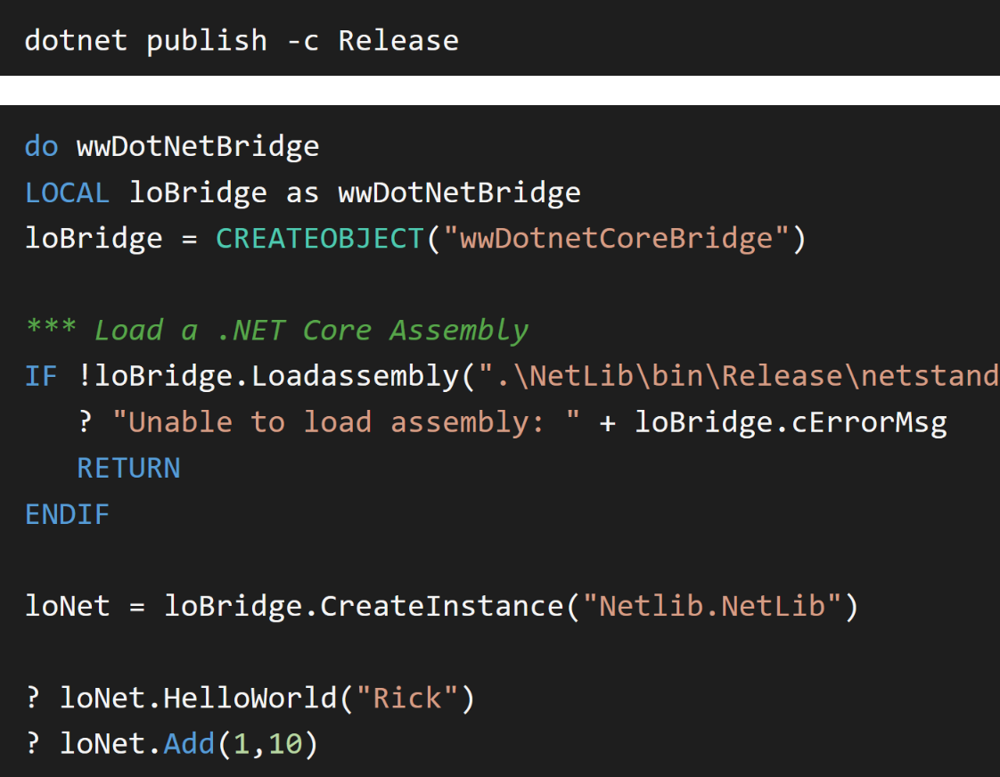 dotnet publish -c Release
do wwDotNetBridge
LOCAL loBridge as wwDotNetBridge
loBridge = CREATEOBJECT("wwDotnetCoreBridge")
*** Load a .NET Core Assembly
IF !loBridge.Loadassembly(".\NetLib\bin\Release\netstand
? "Unable to load assembly: " + loBridge.cErrorMsg
RETURN
ENDIF
loNet = loBridge.CreateInstance("Netlib.NetLib")
? loNet.HelloWorld("Rick")
? loNet.Add(1,10)